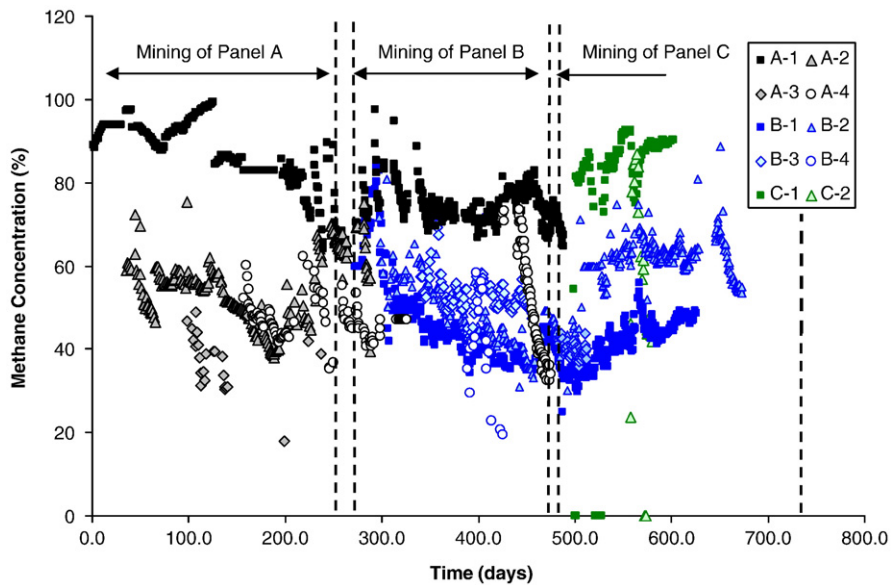 120
100
80
60
40
20
0
Methane Concentration (%)
Mining of Panel A
Mining of Panel B
Mining of Panel C
A-1 A-2
A-3 A-4
B-1 B-2
B-3 B-4
C-1 C-2
0.0 100.0 200.0 300.0 400.0 500.0 600.0 700.0 800.0
Time (days)